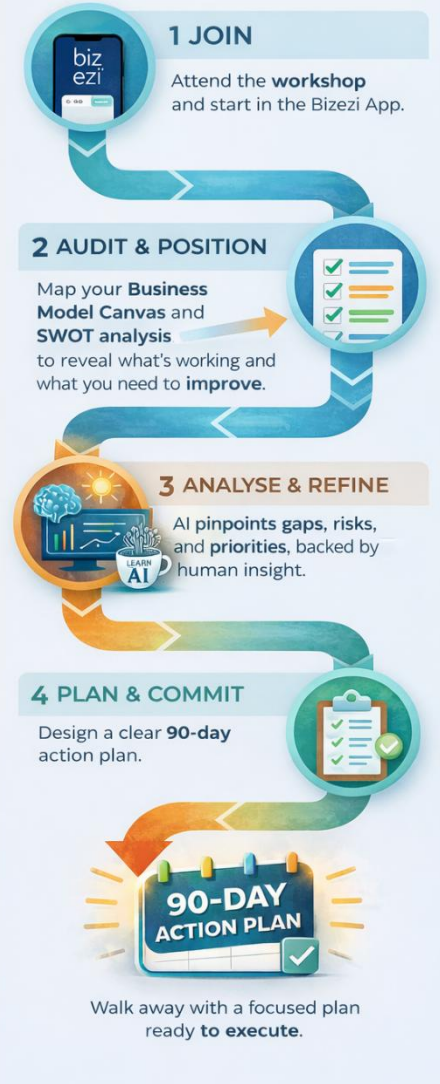 biz
ezi
1 JOIN
Attend the workshop
and start in the Bizezi App.
2 AUDIT & POSITION
Map your Business
Model Canvas and
SWOT analysis
to reveal what's working and
what you need to improve.
3 ANALYSE & REFINE
AI pinpoints gaps, risks,
and priorities, backed by
human insight.
LEARN
AI
4 PLAN & COMMIT
Design a clear 90-day
action plan.
90-DAY
ACTION PLAN
Walk away with a focused plan
ready to execute.